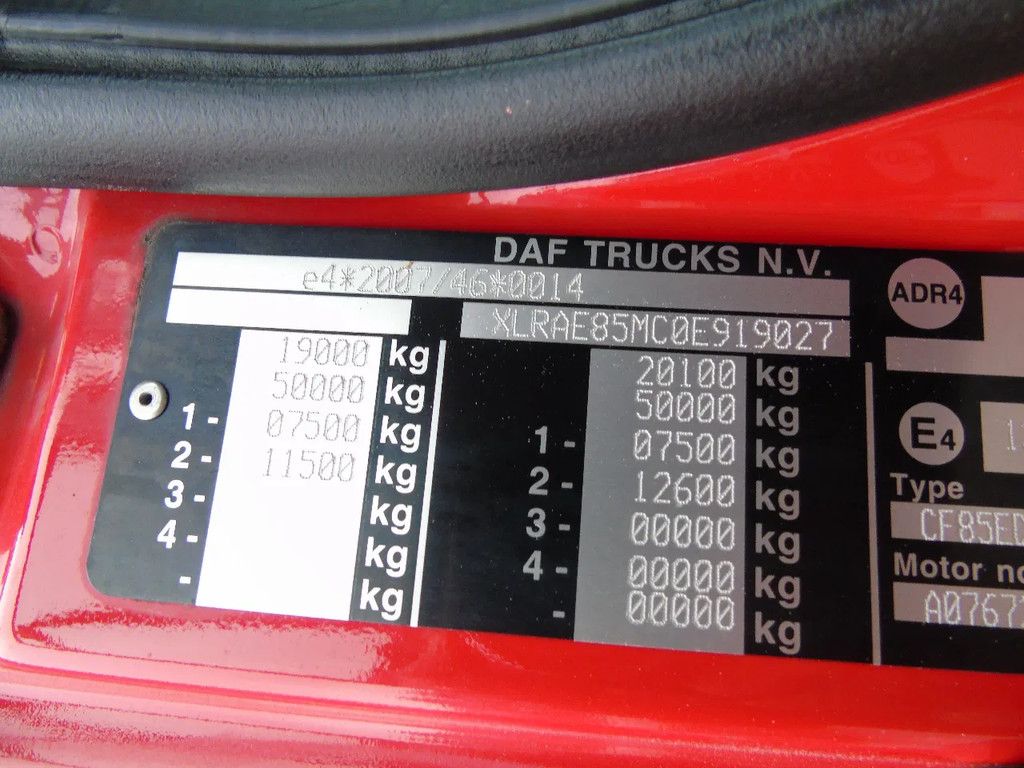 DAF TRUCKS N.V.
e4*2007/46*0014
XLRAE85MC0E919027
19000 kg
50000 kg
1- 07500 kg
2- 11500 kg
3- kg
4- kg
- kg
20100 kg
50000 kg
1- 07500 kg
2- 12600 kg
3- 00000 kg
4- 00000 kg
- 00000 kg
ADR4
E4
Type
CF85ED
Motor no
A0767